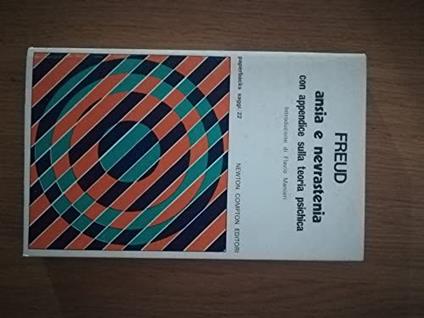 FREUD
ansia e nevrastenia
con appendice sulla teoria psichica
Introduzione di Flavio Manieri
paperbacks saggi 22
NEWTON COMPTON EDITORI